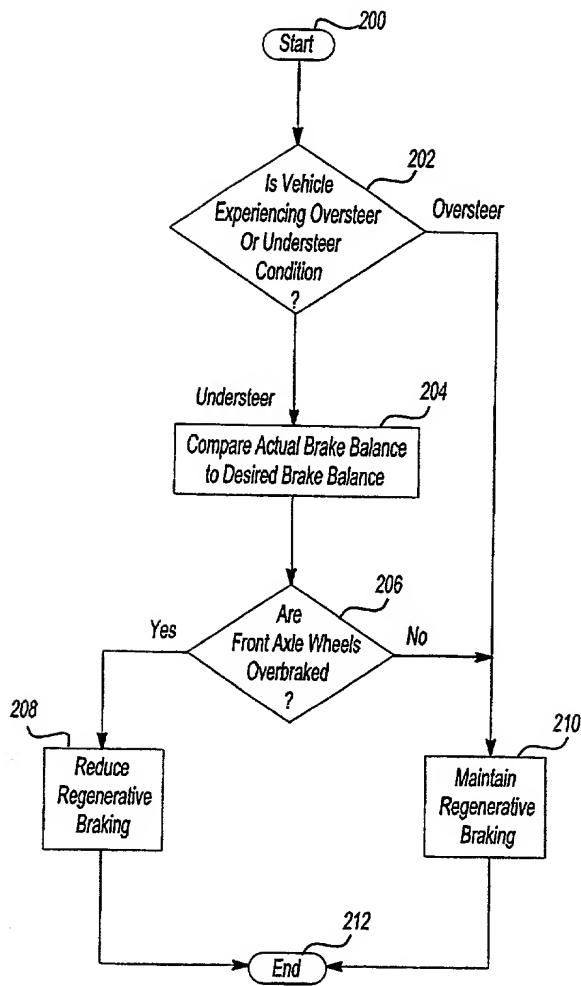 200
Start
202
Is Vehicle
Experiencing Oversteer
Or Understeer
Condition
?
Oversteer
Understeer
204
Compare Actual Brake Balance
to Desired Brake Balance
206
Are
Front Axle Wheels
Overbraked
?
Yes
No
208
Reduce
Regenerative
Braking
210
Maintain
Regenerative
Braking
212
End